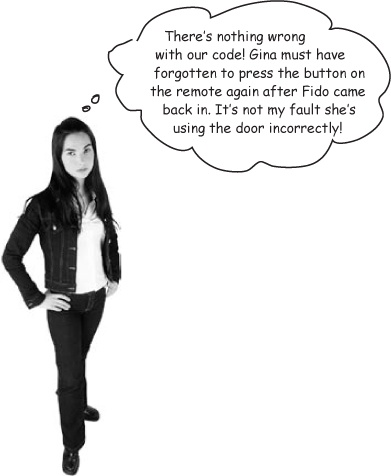 There's nothing wrong
with our code! Gina must have
forgotten to press the button on
the remote again after Fido came
back in. It's not my fault she's
using the door incorrectly!